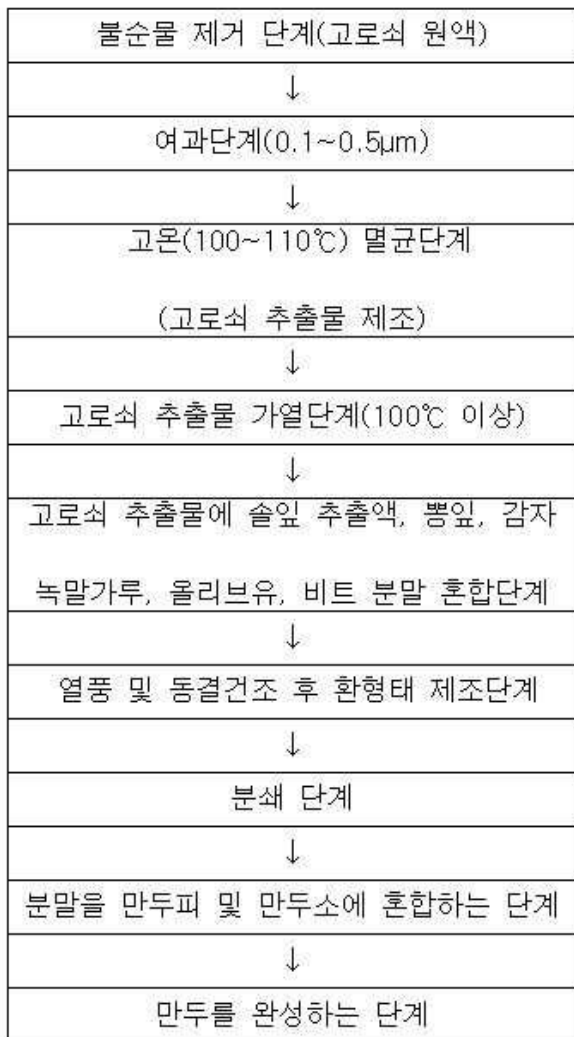 불순물 제거 단계(고로쇠 원액)
↓
여과단계(0.1~0.5μm)
↓
고온(100~110℃) 멸균단계
(고로쇠 추출물 제조)
↓
고로쇠 추출물 가열단계(100℃ 이상)
↓
고로쇠 추출물에 솔잎 추출액, 뽕잎, 감자
녹말가루, 올리브유, 비트 분말 혼합단계
↓
열풍 및 동결건조 후 환형태 제조단계
↓
분쇄 단계
↓
분말을 만두피 및 만두소에 혼합하는 단계
↓
만두를 완성하는 단계